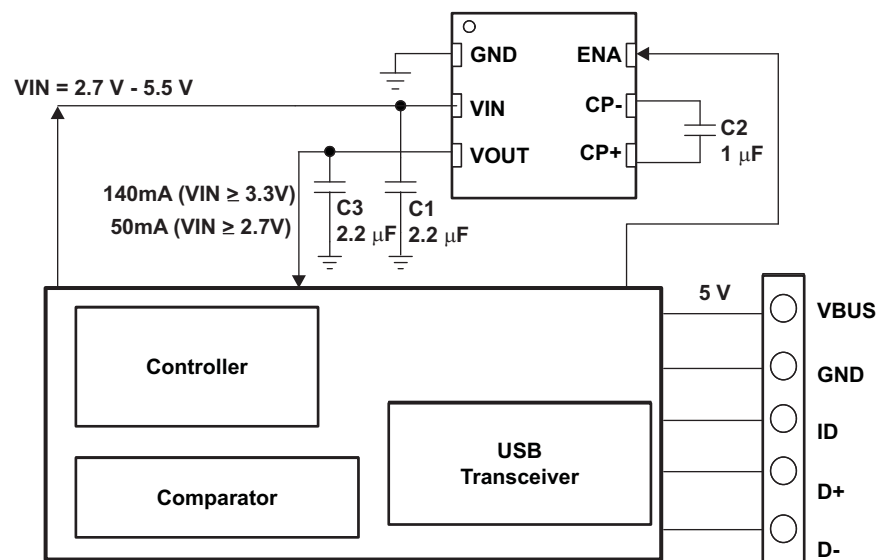 GND
ENA
VIN = 2.7 V - 5.5 V
VIN
CP-
C2
1 μF
VOUT
CP+
140mA (VIN ≥ 3.3V)
50mA (VIN ≥ 2.7V)
C3
2.2 μF
C1
2.2 μF
5 V
VBUS
Controller
GND
ID
USB
Transceiver
Comparator
D+
D-